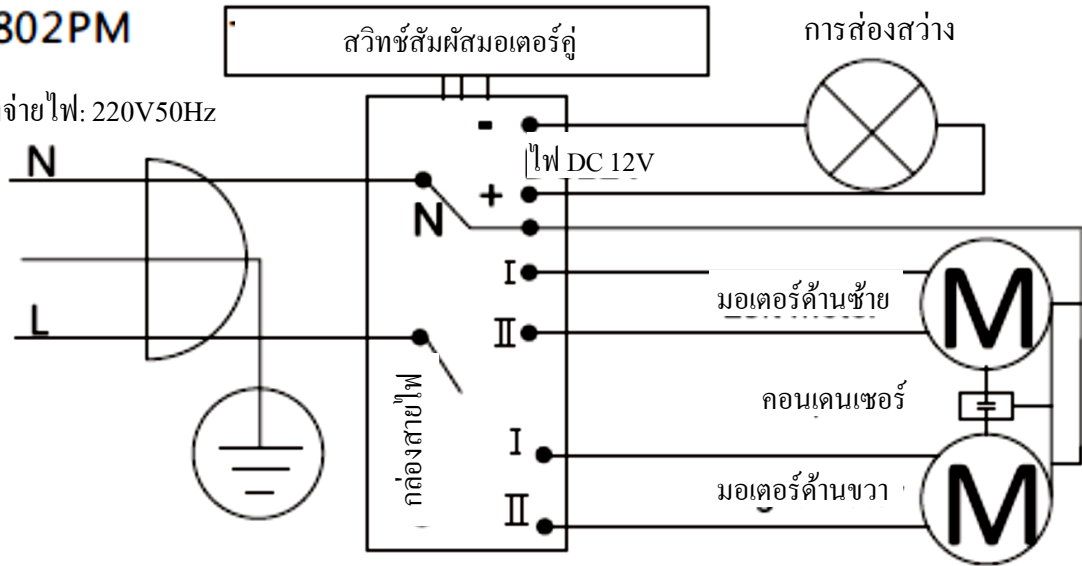 802PM
สวิทช์สัมผัสมอเตอร์คู่
การส่องสว่าง
จ่ายไฟ: 220V50Hz
N
-
ไฟ DC 12V
+
N
I
มอเตอร์ด้านซ้าย
M
L
II
คอนเดนเซอร์
กล่องสายไฟ
I
มอเตอร์ด้านขวา
M
II